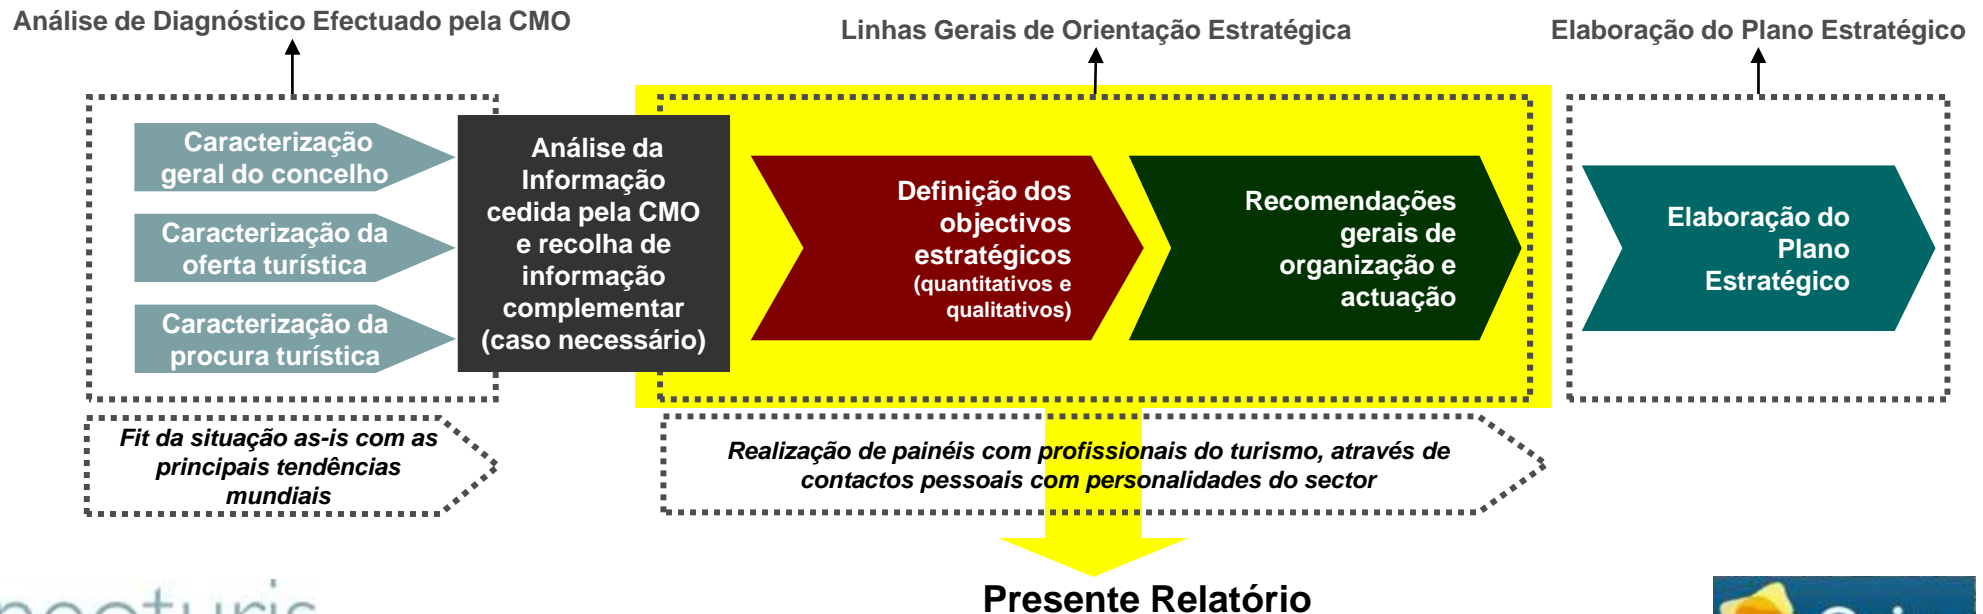 Análise de Diagnóstico Efectuado pela CMO
Linhas Gerais de Orientação Estratégica
Elaboração do Plano Estratégico
Caracterização
geral do concelho
Caracterização da
oferta turística
Caracterização da
procura turística
Análise da
Informação
cedida pela CMO
e recolha de
informação
complementar
(caso necessário)
Definição dos
objectivos
estratégicos
(quantitativos e
qualitativos)
Recomendações
gerais de
organização e
actuação
Elaboração do
Plano
Estratégico
Fit da situação as-is com as
principais tendências
mundiais
Realização de painéis com profissionais do turismo, através de
contactos pessoais com personalidades do sector
Presente Relatório